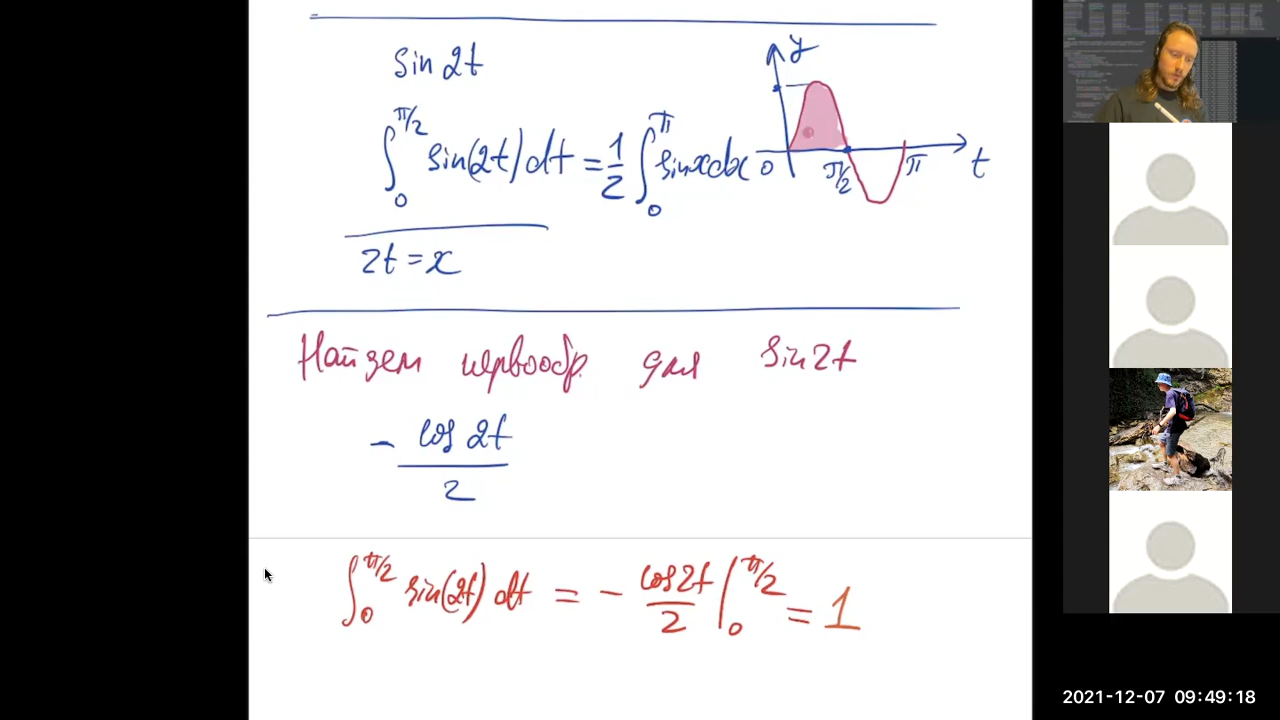 sin 2t
∫₀^{π/2} sin(2t) dt = 1/2 ∫₀^{π} sin x dx
2t = x
y
0 π/2 π t
Найдем первообр. для sin 2t
- cos 2t / 2
∫₀^{π/2} sin(2t) dt = - cos 2t / 2 |₀^{π/2} = 1
2021-12-07 09:49:18